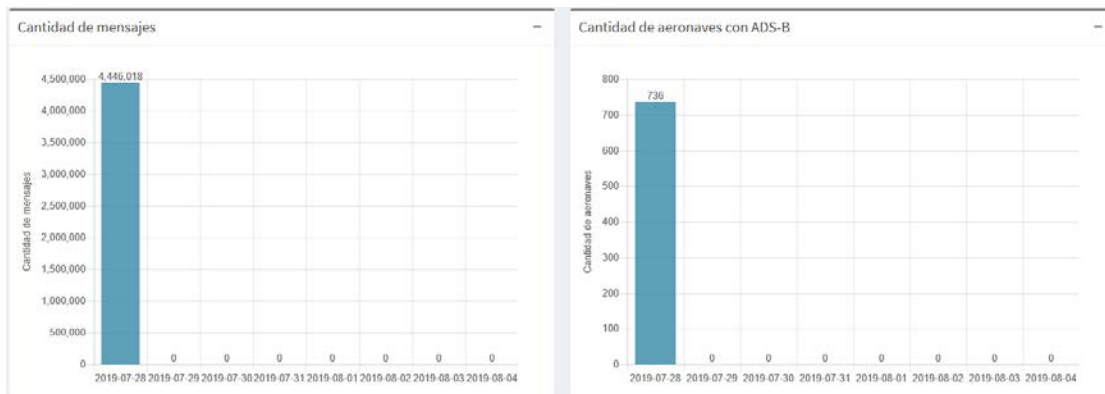 Cantidad de mensajes −
4,446,018
4,500,000
4,000,000
3,500,000
3,000,000
2,500,000
2,000,000
1,500,000
1,000,000
500,000
0
Cantidad de mensajes
0 0 0 0 0 0 0
2019-07-28 2019-07-29 2019-07-30 2019-07-31 2019-08-01 2019-08-02 2019-08-03 2019-08-04
Cantidad de aeronaves con ADS-B −
736
800
700
600
500
400
300
200
100
0
Cantidad de aeronaves
0 0 0 0 0 0 0
2019-07-28 2019-07-29 2019-07-30 2019-07-31 2019-08-01 2019-08-02 2019-08-03 2019-08-04